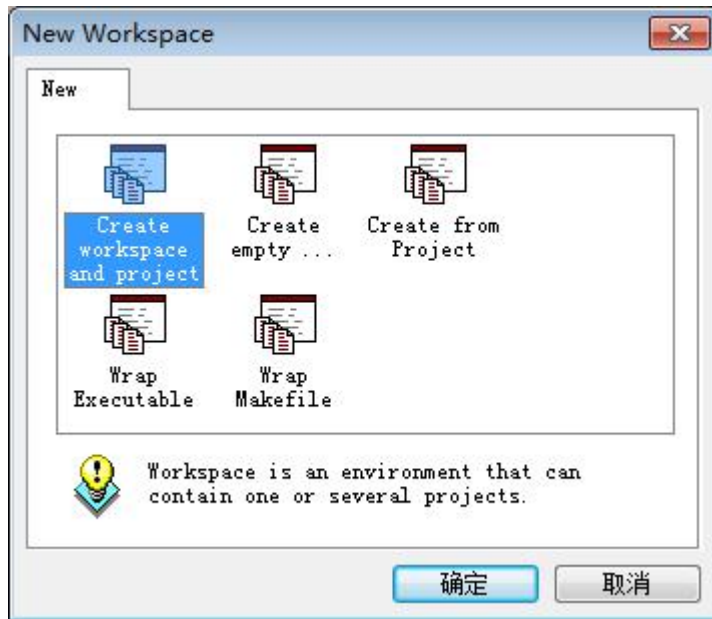 New Workspace
New
Create
workspace
and project
Create
empty ...
Create from
Project
Wrap
Executable
Wrap
Makefile
Workspace is an environment that can
contain one or several projects.
确定
取消